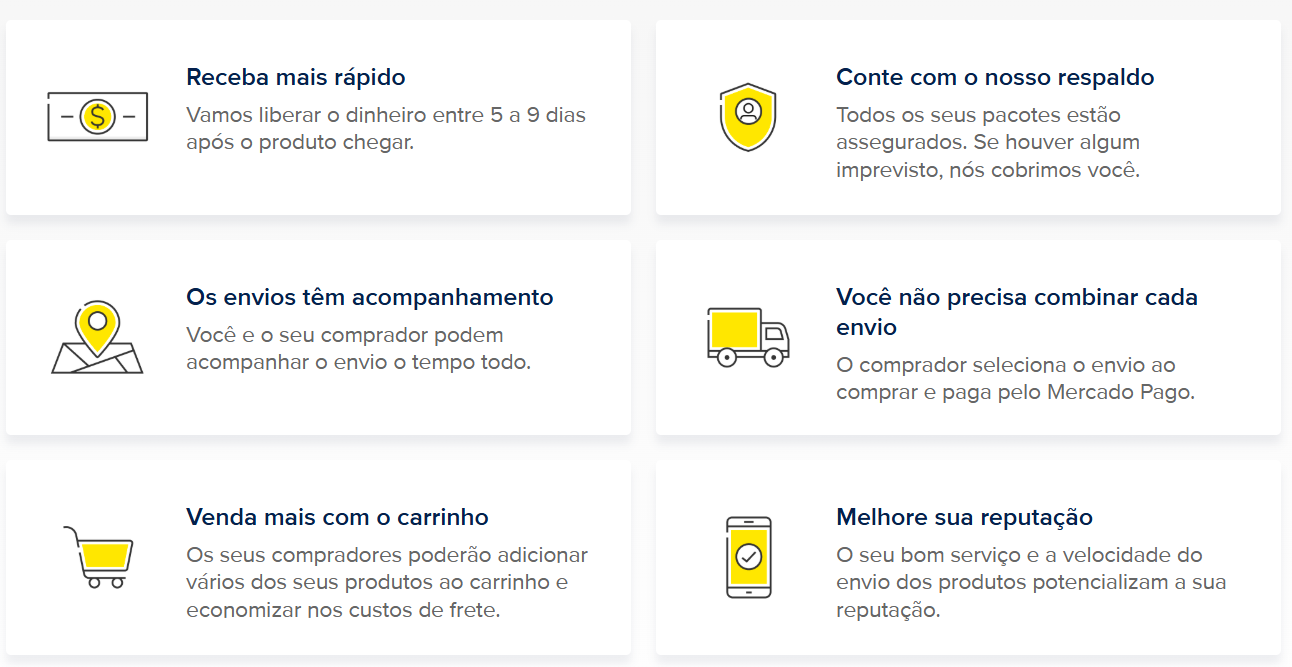 Receba mais rápido
Vamos liberar o dinheiro entre 5 a 9 dias
após o produto chegar.
Conte com o nosso respaldo
Todos os seus pacotes estão
assegurados. Se houver algum
imprevisto, nós cobrimos você.
Os envios têm acompanhamento
Você e o seu comprador podem
acompanhar o envio o tempo todo.
Você não precisa combinar cada
envio
O comprador seleciona o envio ao
comprar e paga pelo Mercado Pago.
Venda mais com o carrinho
Os seus compradores poderão adicionar
vários dos seus produtos ao carrinho e
economizar nos custos de frete.
Melhore sua reputação
O seu bom serviço e a velocidade do
envio dos produtos potencializam a sua
reputação.